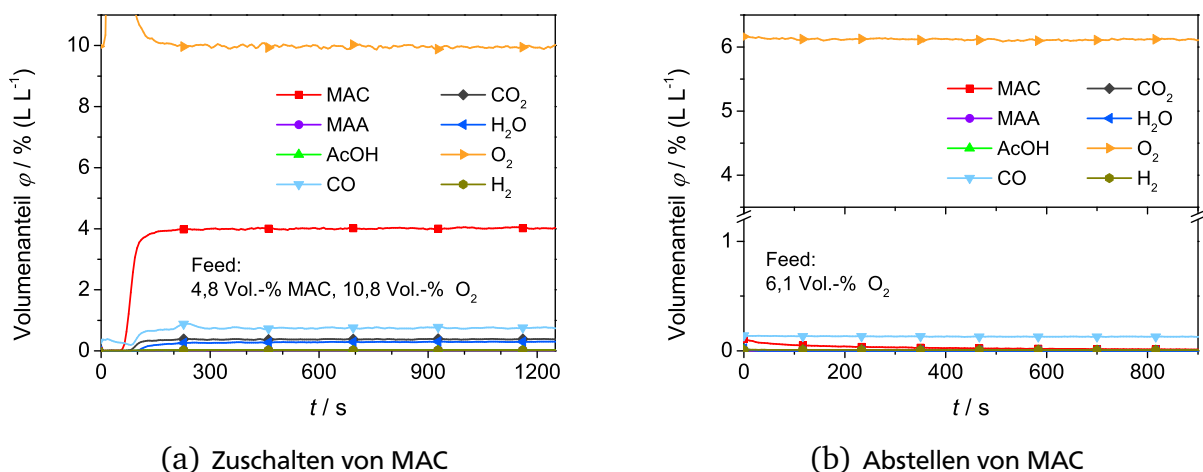 Volumenanteil φ / % (L L⁻¹)
10
8
6
4
2
0
MAC
MAA
AcOH
CO
CO₂
H₂O
O₂
H₂
Feed:
4,8 Vol.-% MAC, 10,8 Vol.-% O₂
0 300 600 900 1200
t / s
(a) Zuschalten von MAC
Volumenanteil φ / % (L L⁻¹)
6
5
4
1
0
MAC
MAA
AcOH
CO
CO₂
H₂O
O₂
H₂
Feed:
6,1 Vol.-% O₂
0 200 400 600 800
t / s
(b) Abstellen von MAC